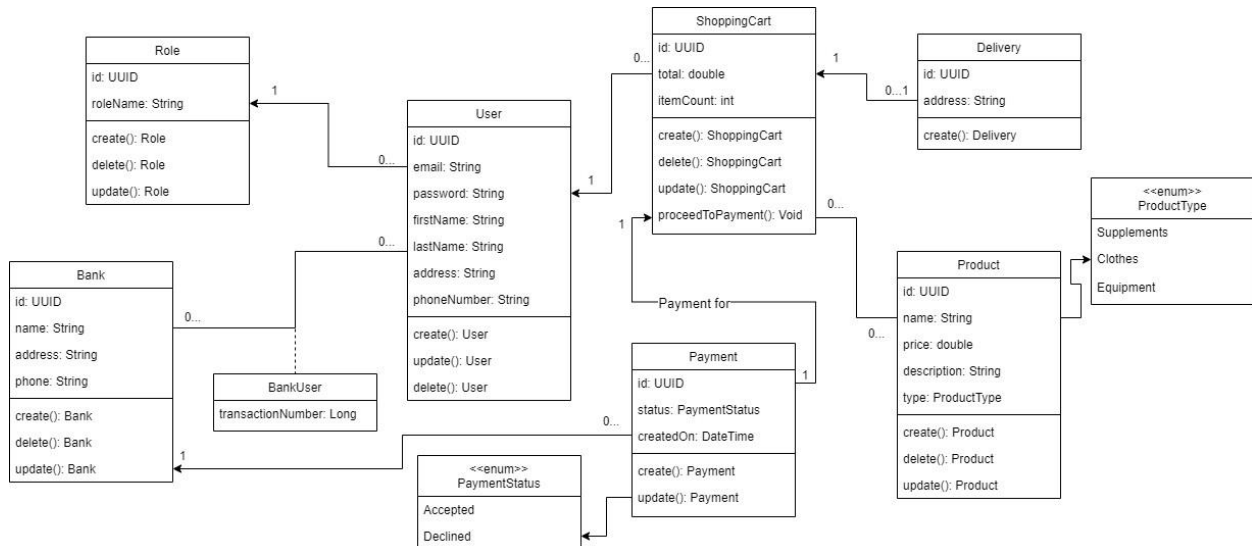 Role
id: UUID
roleName: String
create(): Role
delete(): Role
update(): Role
1
0...
User
id: UUID
email: String
password: String
firstName: String
lastName: String
address: String
phoneNumber: String
create(): User
update(): User
delete(): User
0...
1
0...
ShoppingCart
id: UUID
total: double
itemCount: int
create(): ShoppingCart
delete(): ShoppingCart
update(): ShoppingCart
proceedToPayment(): Void
1
0...1
Delivery
id: UUID
address: String
create(): Delivery
<<enum>>
ProductType
Supplements
Clothes
Equipment
0...
0...
Product
id: UUID
name: String
price: double
description: String
type: ProductType
create(): Product
delete(): Product
update(): Product
Bank
id: UUID
name: String
address: String
phone: String
create(): Bank
delete(): Bank
update(): Bank
0...
BankUser
transactionNumber: Long
1
0...
1
Payment for
1
Payment
id: UUID
status: PaymentStatus
createdOn: DateTime
create(): Payment
update(): Payment
<<enum>>
PaymentStatus
Accepted
Declined